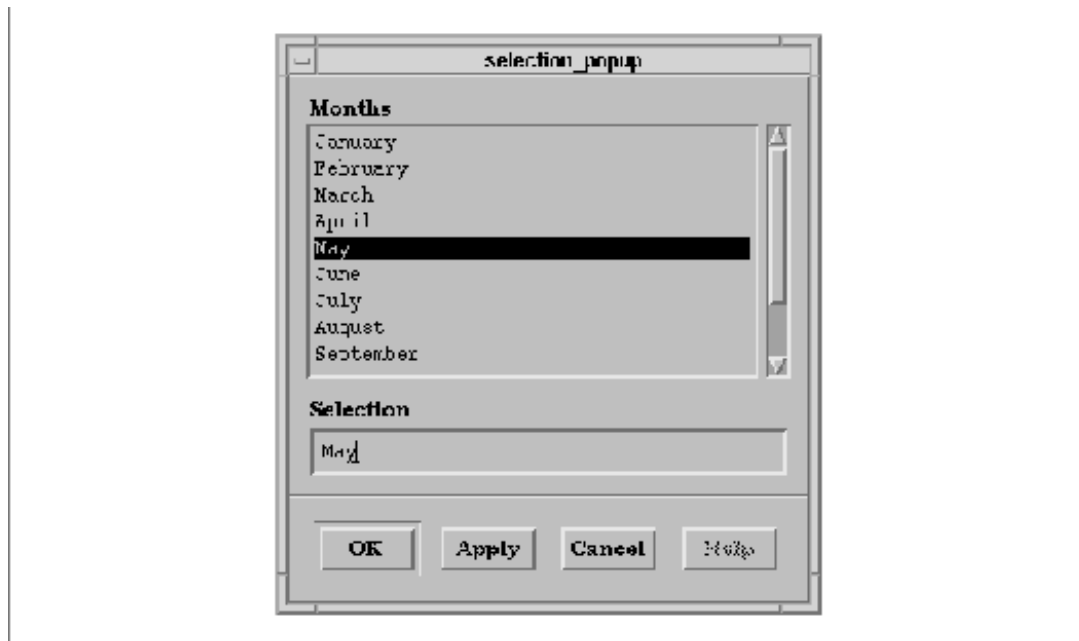 selection_popup
Months
January
February
March
April
May
June
July
August
September
Selection
May
OK Apply Cancel Help